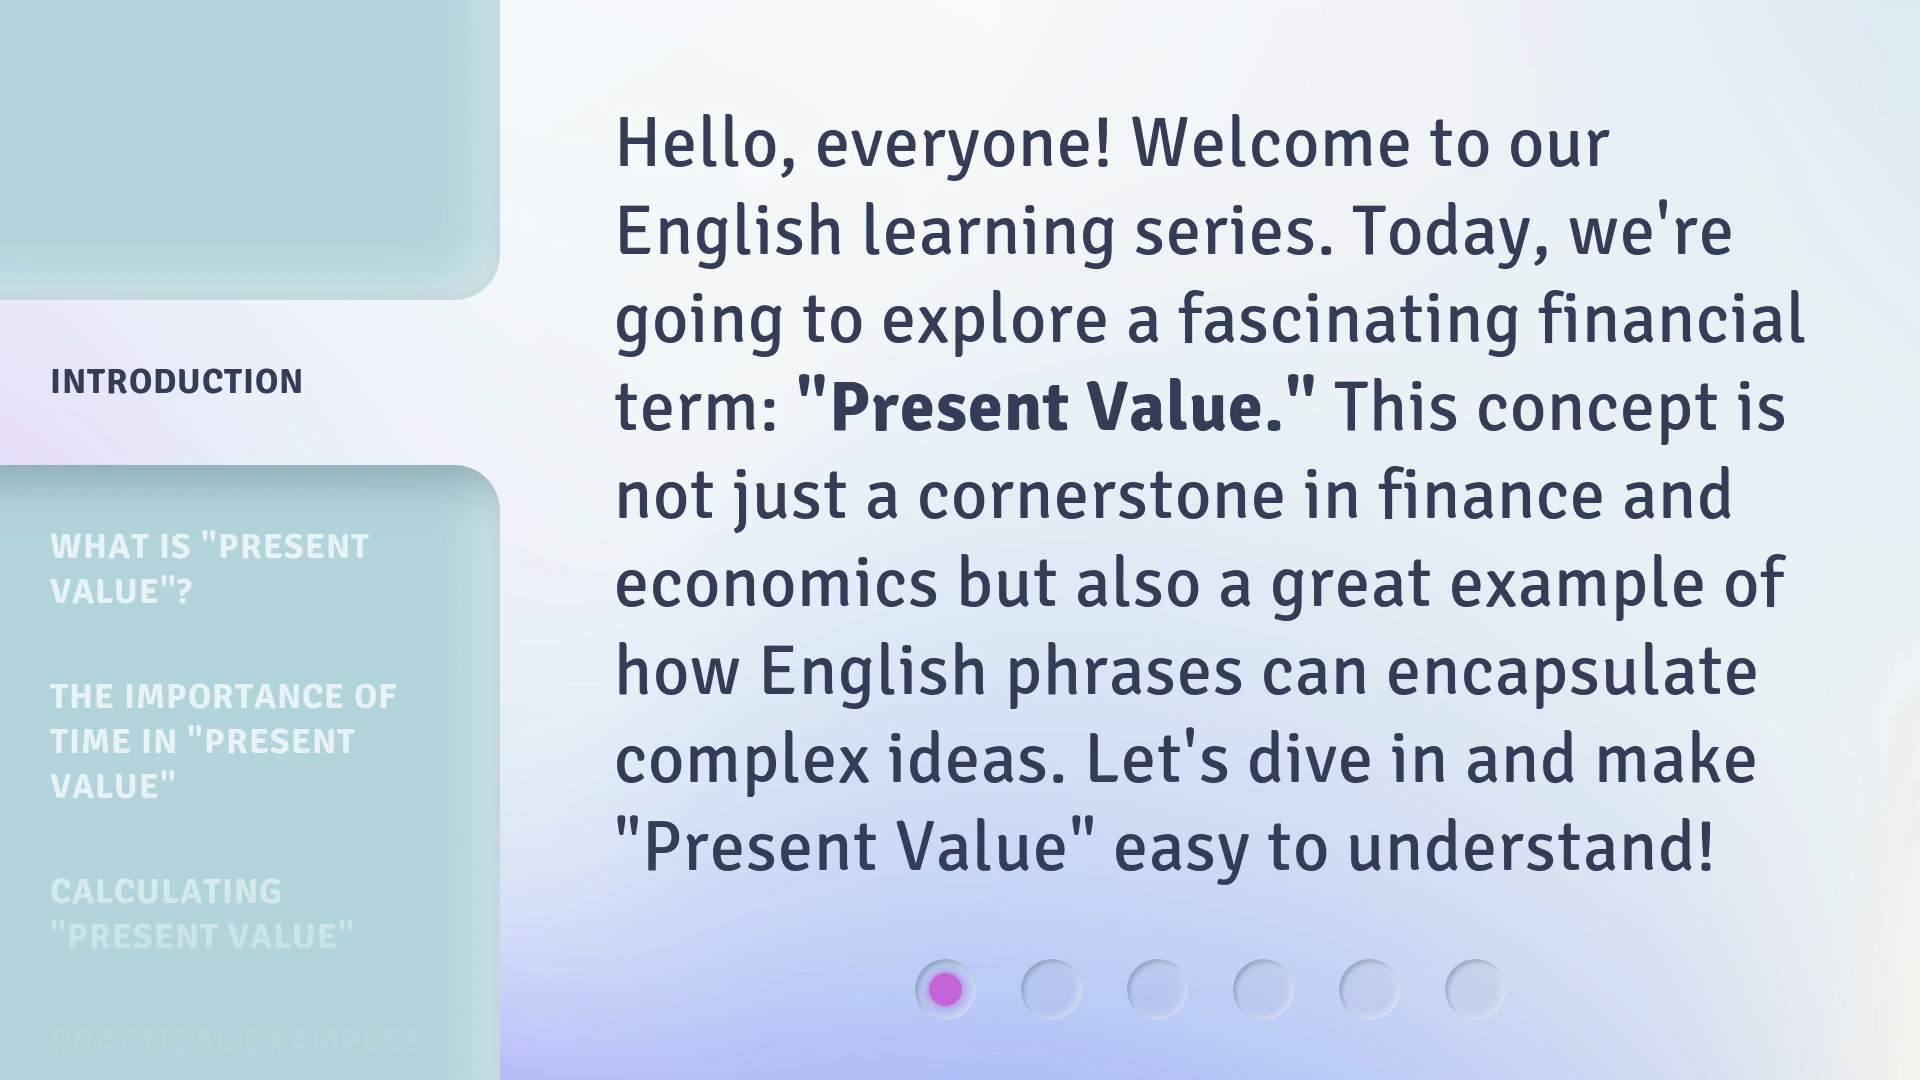 INTRODUCTION
WHAT IS "PRESENT
VALUE"?
THE IMPORTANCE OF
TIME IN "PRESENT
VALUE"
CALCULATING
"PRESENT VALUE"
PRACTICAL EXAMPLES
Hello, everyone! Welcome to our
English learning series. Today, we're
going to explore a fascinating financial
term: "Present Value." This concept is
not just a cornerstone in finance and
economics but also a great example of
how English phrases can encapsulate
complex ideas. Let's dive in and make
"Present Value" easy to understand!